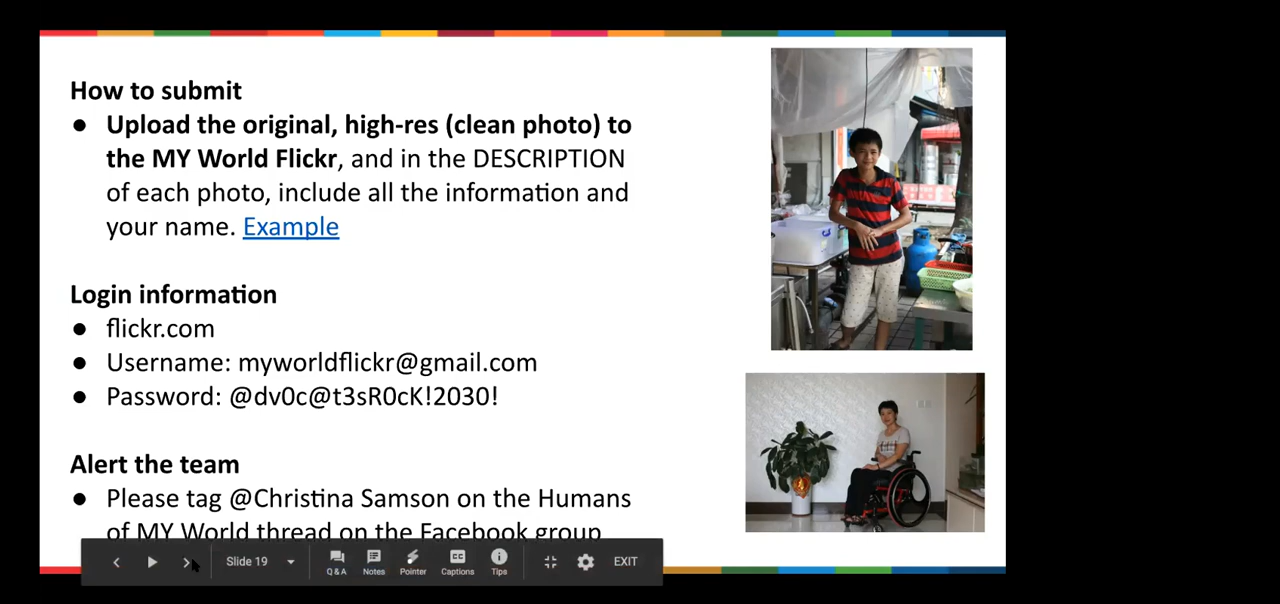 How to submit
● Upload the original, high-res (clean photo) to
the MY World Flickr, and in the DESCRIPTION
of each photo, include all the information and
your name. Example
Login information
● flickr.com
● Username: myworldflickr@gmail.com
● Password: @dv0c@t3sR0cK!2030!
Alert the team
● Please tag @Christina Samson on the Humans
of MY World thread on the Facebook group
Slide 19
Q & A
Notes
Pointer
CC
Captions
Tips
EXIT